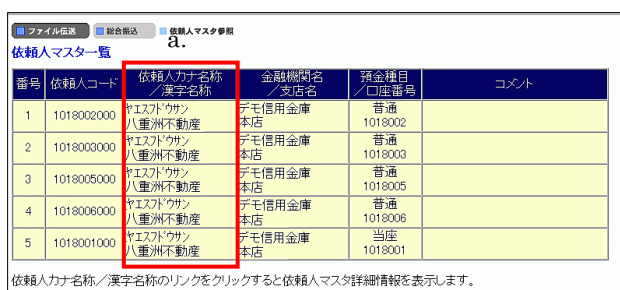 ファイル伝送 総合振込 依頼人マスタ参照
a.
依頼人マスター覧
番号 依頼人コード 依頼人カナ名称／漢字名称 金融機関名／支店名 預金種目／口座番号 コメント
1 1018002000 ヤエスフドウサン デモ信用金庫 普通
八重洲不動産 本店 1018002
2 1018003000 ヤエスフドウサン デモ信用金庫 普通
八重洲不動産 本店 1018003
3 1018005000 ヤエスフドウサン デモ信用金庫 普通
八重洲不動産 本店 1018005
4 1018006000 ヤエスフドウサン デモ信用金庫 普通
八重洲不動産 本店 1018006
5 1018001000 ヤエスフドウサン デモ信用金庫 当座
八重洲不動産 本店 1018001
依頼人カナ名称／漢字名称のリンクをクリックすると依頼人マスタ詳細情報を表示します。